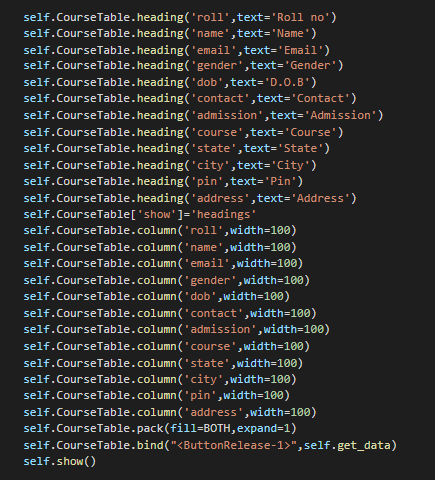 self.CourseTable.heading('roll',text='Roll no')
self.CourseTable.heading('name',text='Name')
self.CourseTable.heading('email',text='Email')
self.CourseTable.heading('gender',text='Gender')
self.CourseTable.heading('dob',text='D.O.B')
self.CourseTable.heading('contact',text='Contact')
self.CourseTable.heading('admission',text='Admission')
self.CourseTable.heading('course',text='Course')
self.CourseTable.heading('state',text='State')
self.CourseTable.heading('city',text='City')
self.CourseTable.heading('pin',text='Pin')
self.CourseTable.heading('address',text='Address')
self.CourseTable['show']='headings'
self.CourseTable.column('roll',width=100)
self.CourseTable.column('name',width=100)
self.CourseTable.column('email',width=100)
self.CourseTable.column('gender',width=100)
self.CourseTable.column('dob',width=100)
self.CourseTable.column('contact',width=100)
self.CourseTable.column('admission',width=100)
self.CourseTable.column('course',width=100)
self.CourseTable.column('state',width=100)
self.CourseTable.column('city',width=100)
self.CourseTable.column('pin',width=100)
self.CourseTable.column('address',width=100)
self.CourseTable.pack(fill=BOTH,expand=1)
self.CourseTable.bind("<ButtonRelease-1>",self.get_data)
self.show()